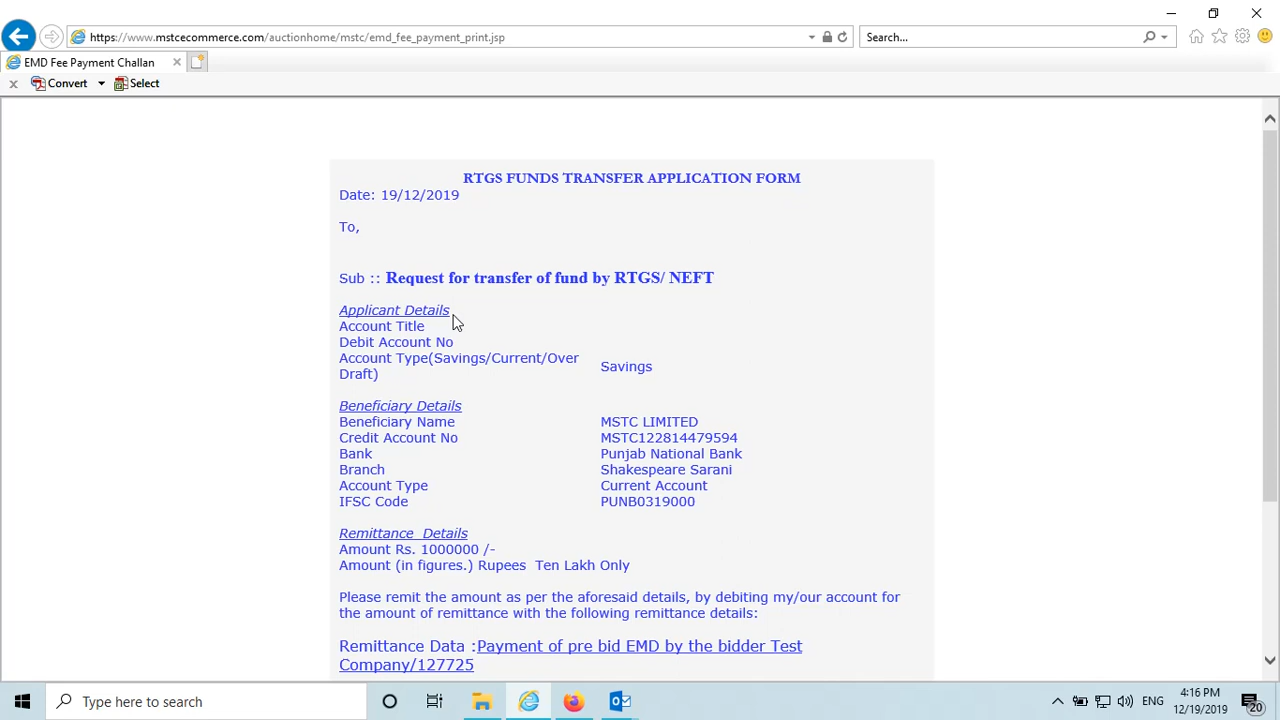 https://www.mstcecommerce.com/auctionhome/mstc/emd_fee_payment_print.jsp
Search...
EMD Fee Payment Challan
Convert
Select
RTGS FUNDS TRANSFER APPLICATION FORM
Date: 19/12/2019
To,
Sub :: Request for transfer of fund by RTGS/ NEFT
Applicant Details
Account Title
Debit Account No
Account Type(Savings/Current/Over
Draft)
Savings
Beneficiary Details
Beneficiary Name MSTC LIMITED
Credit Account No MSTC122814479594
Bank Punjab National Bank
Branch Shakespeare Sarani
Account Type Current Account
IFSC Code PUNB0319000
Remittance Details
Amount Rs. 1000000 /-
Amount (in figures.) Rupees Ten Lakh Only
Please remit the amount as per the aforesaid details, by debiting my/our account for
the amount of remittance with the following remittance details:
Remittance Data :Payment of pre bid EMD by the bidder Test
Company/127725
Type here to search
ENG
4:16 PM
12/19/2019
20